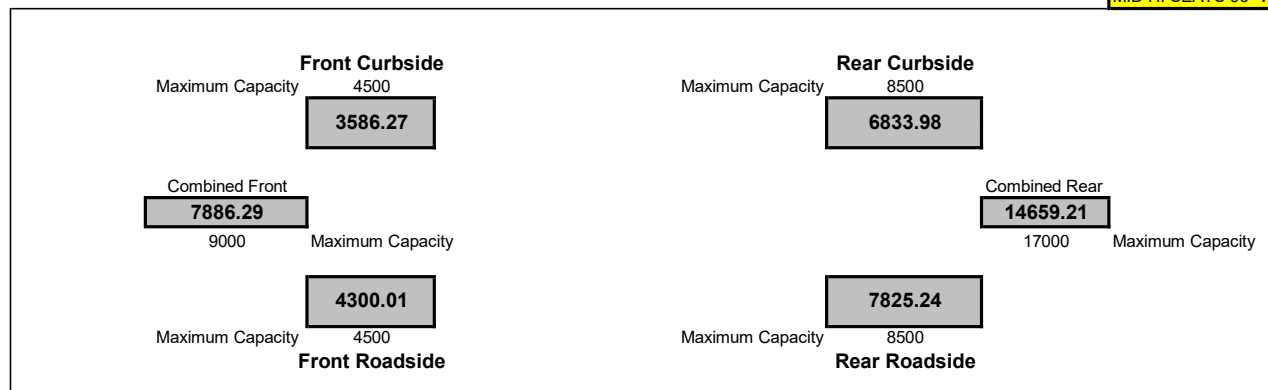 Front Curbside Rear Curbside
Maximum Capacity 4500 Maximum Capacity 8500
3586.27 6833.98
Combined Front Combined Rear
7886.29 14659.21
9000 Maximum Capacity 17000 Maximum Capacity
4300.01 7825.24
Maximum Capacity 4500 Maximum Capacity 8500
Front Roadside Rear Roadside